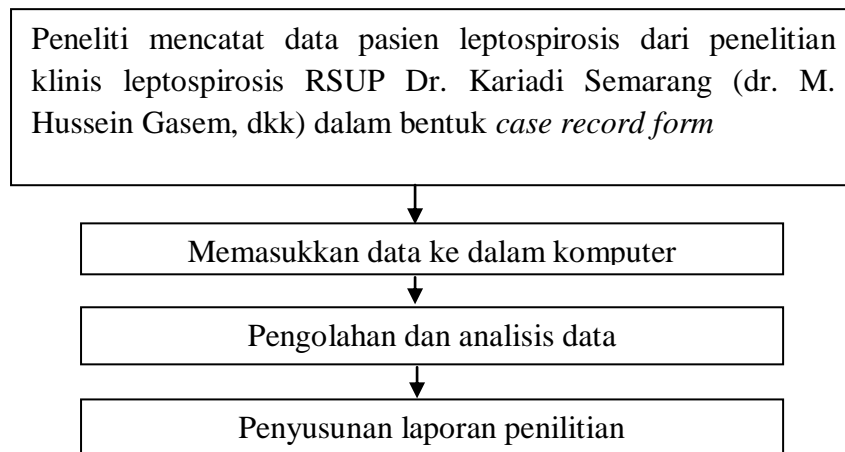 Peneliti mencatat data pasien leptospirosis dari penelitian
klinis leptospirosis RSUP Dr. Kariadi Semarang (dr. M.
Hussein Gasem, dkk) dalam bentuk case record form
Memasukkan data ke dalam komputer
Pengolahan dan analisis data
Penyusunan laporan penilitian